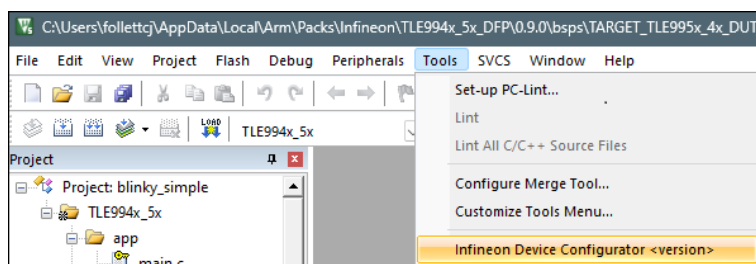 C:\Users\follettcj\AppData\Local\Arm\Packs\Infineon\TLE994x_5x_DFP\0.9.0\bsps\TARGET_TLE995x_4x_DUT
File Edit View Project Flash Debug Peripherals Tools SVCS Window Help
Set-up PC-Lint...
Lint
LOAD TLE994x_5x
Lint All C/C++ Source Files
Project
Project: blinky_simple
Configure Merge Tool...
TLE994x_5x
Customize Tools Menu...
app
Infineon Device Configurator <version>
main.c